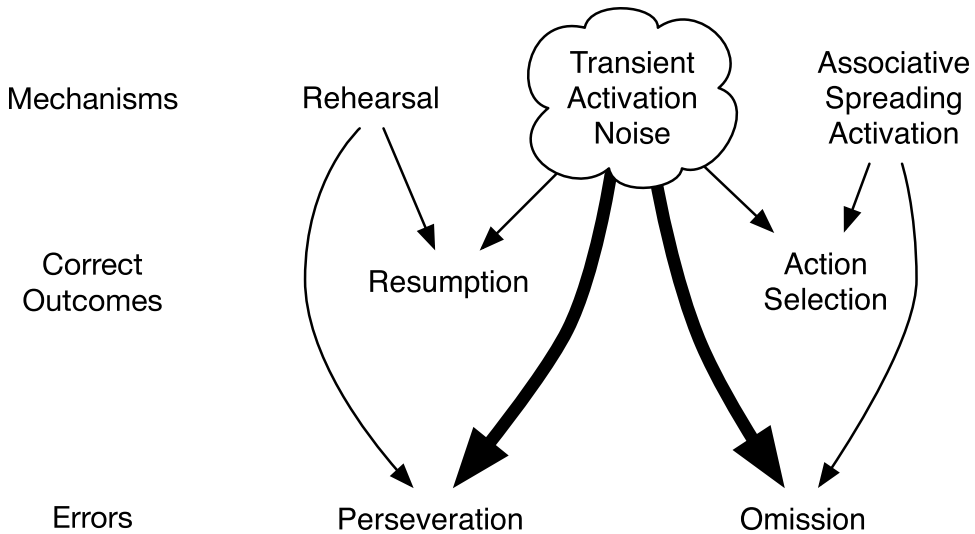 Mechanisms
Rehearsal
Transient
Activation
Noise
Associative
Spreading
Activation
Correct
Outcomes
Resumption
Action
Selection
Errors
Perseveration
Omission